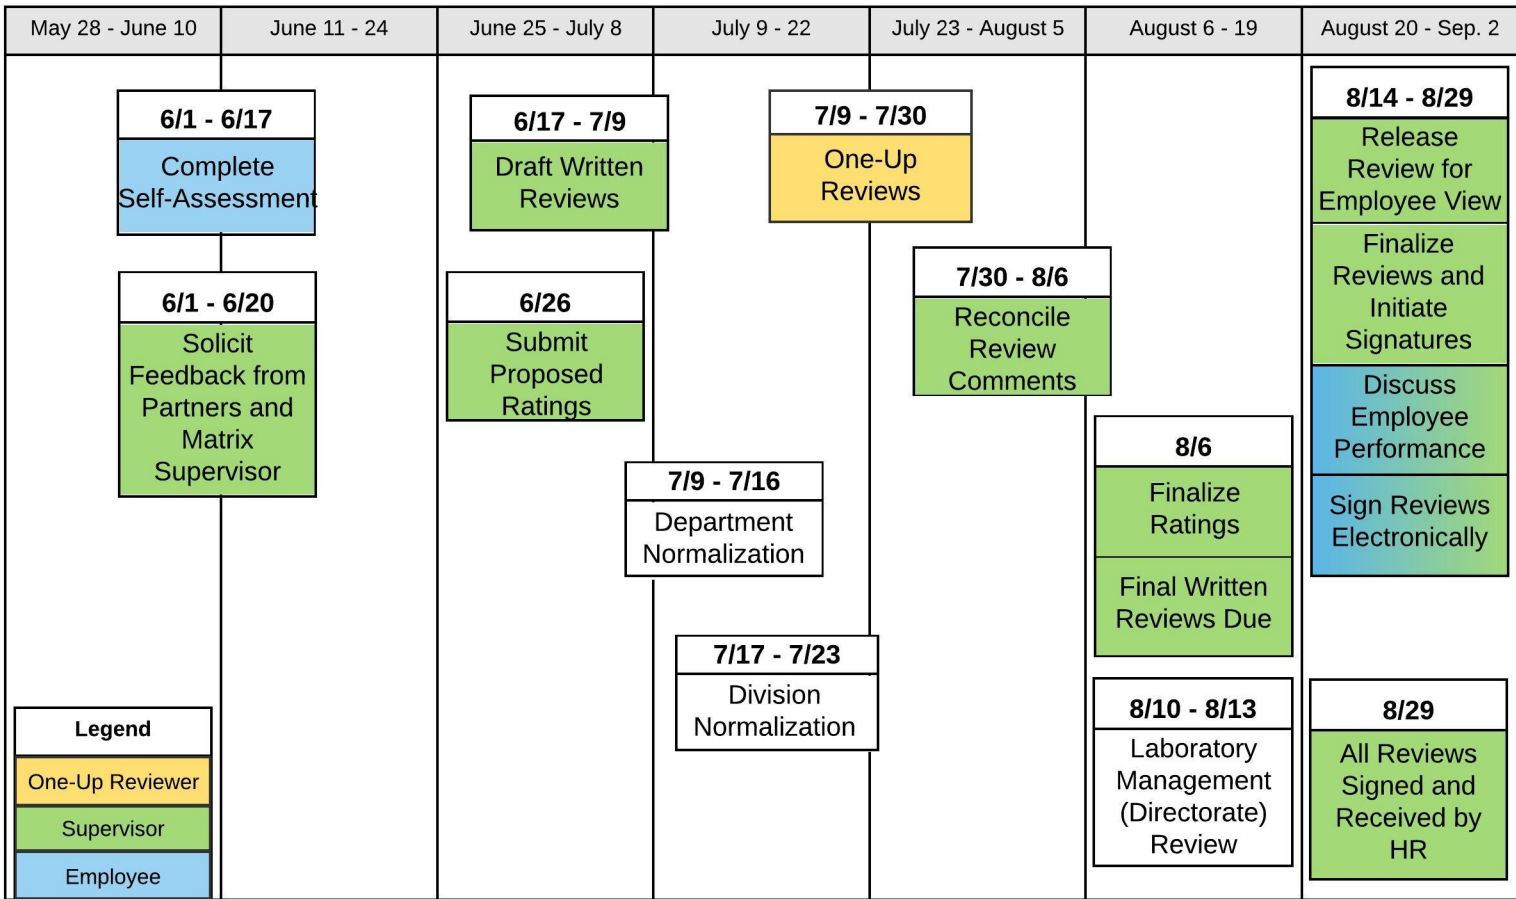 May 28 - June 10
June 11 - 24
June 25 - July 8
July 9 - 22
July 23 - August 5
August 6 - 19
August 20 - Sep. 2
6/1 - 6/17
Complete
Self-Assessment
6/1 - 6/20
Solicit
Feedback from
Partners and
Matrix
Supervisor
6/17 - 7/9
Draft Written
Reviews
6/26
Submit
Proposed
Ratings
7/9 - 7/16
Department
Normalization
7/17 - 7/23
Division
Normalization
7/9 - 7/30
One-Up
Reviews
7/30 - 8/6
Reconcile
Review
Comments
8/6
Finalize
Ratings
Final Written
Reviews Due
8/10 - 8/13
Laboratory
Management
(Directorate)
Review
8/14 - 8/29
Release
Review for
Employee View
Finalize
Reviews and
Initiate
Signatures
Discuss
Employee
Performance
Sign Reviews
Electronically
8/29
All Reviews
Signed and
Received by
HR
Legend
One-Up Reviewer
Supervisor
Employee